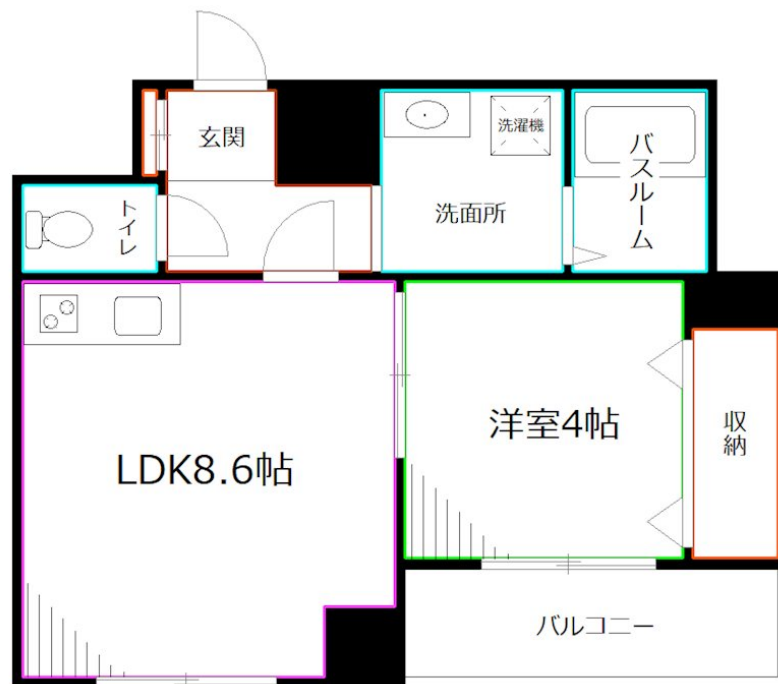 玄関
洗濯機
バスルーム
トイレ
洗面所
洋室4帖
収納
LDK8.6帖
バルコニー